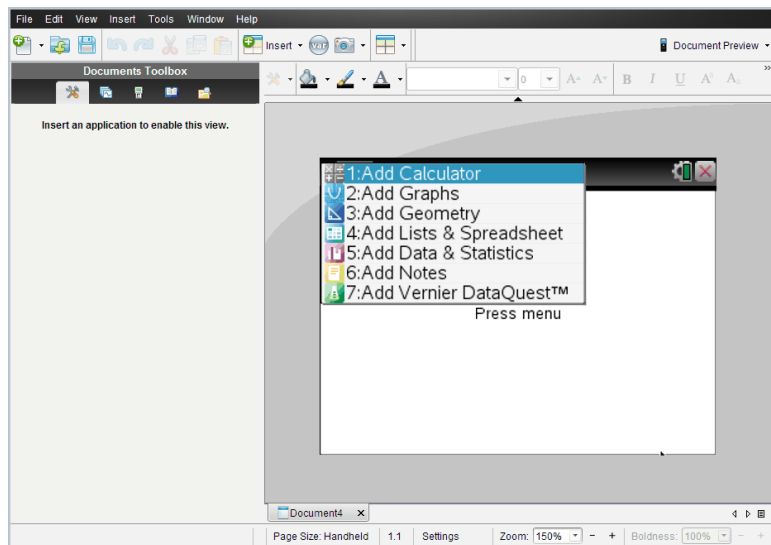 File Edit View Insert Tools Window Help
Insert Var Document Preview
Documents Toolbox
0 A+ A- B I U A A
Insert an application to enable this view.
1:Add Calculator
2:Add Graphs
3:Add Geometry
4:Add Lists & Spreadsheet
5:Add Data & Statistics
6:Add Notes
7:Add Vernier DataQuest™
Press menu
Document4 X
Page Size: Handheld 1.1 Settings Zoom: 150% - + Boldness: 100% - +